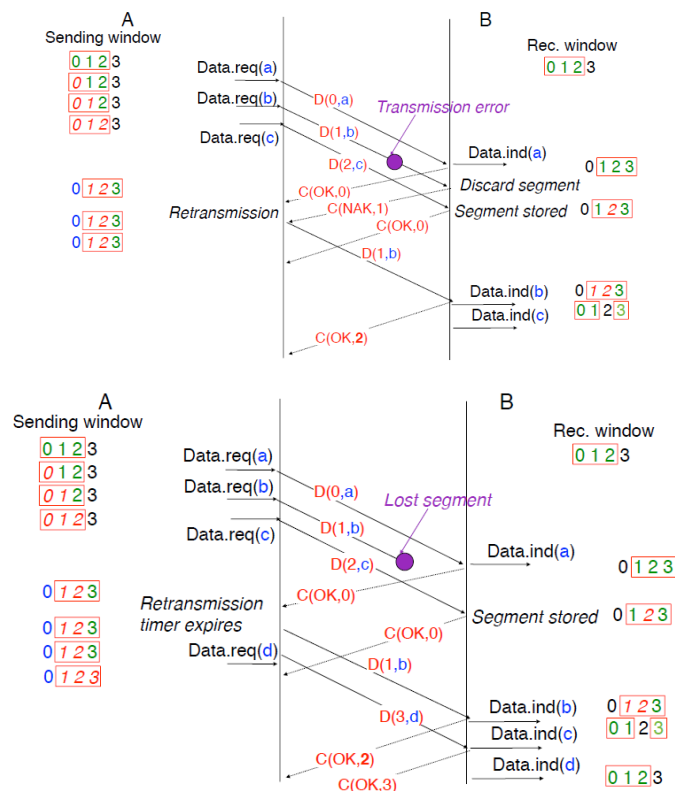 A
B
Sending window
Rec. window
0 1 2 3
0 1 2 3
0 1 2 3
0 1 2 3
0 1 2 3
Data.req(a)
Data.req(b)
Data.req(c)
D(0,a)
D(1,b)
D(2,c)
Transmission error
Data.ind(a)
0 1 2 3
Discard segment
C(OK,0)
0 1 2 3
C(NAK,1)
Segment stored
0 1 2 3
Retransmission
C(OK,0)
0 1 2 3
0 1 2 3
D(1,b)
Data.ind(b)
0 1 2 3
Data.ind(c)
0 1 2 3
C(OK,2)
A
B
Sending window
Rec. window
0 1 2 3
0 1 2 3
0 1 2 3
0 1 2 3
0 1 2 3
Data.req(a)
Data.req(b)
Data.req(c)
D(0,a)
D(1,b)
D(2,c)
Lost segment
Data.ind(a)
0 1 2 3
0 1 2 3
C(OK,0)
Retransmission
timer expires
Segment stored
0 1 2 3
C(OK,0)
0 1 2 3
0 1 2 3
Data.req(d)
0 1 2 3
D(1,b)
D(3,d)
Data.ind(b)
0 1 2 3
Data.ind(c)
0 1 2 3
C(OK,2)
Data.ind(d)
0 1 2 3
C(OK,3)